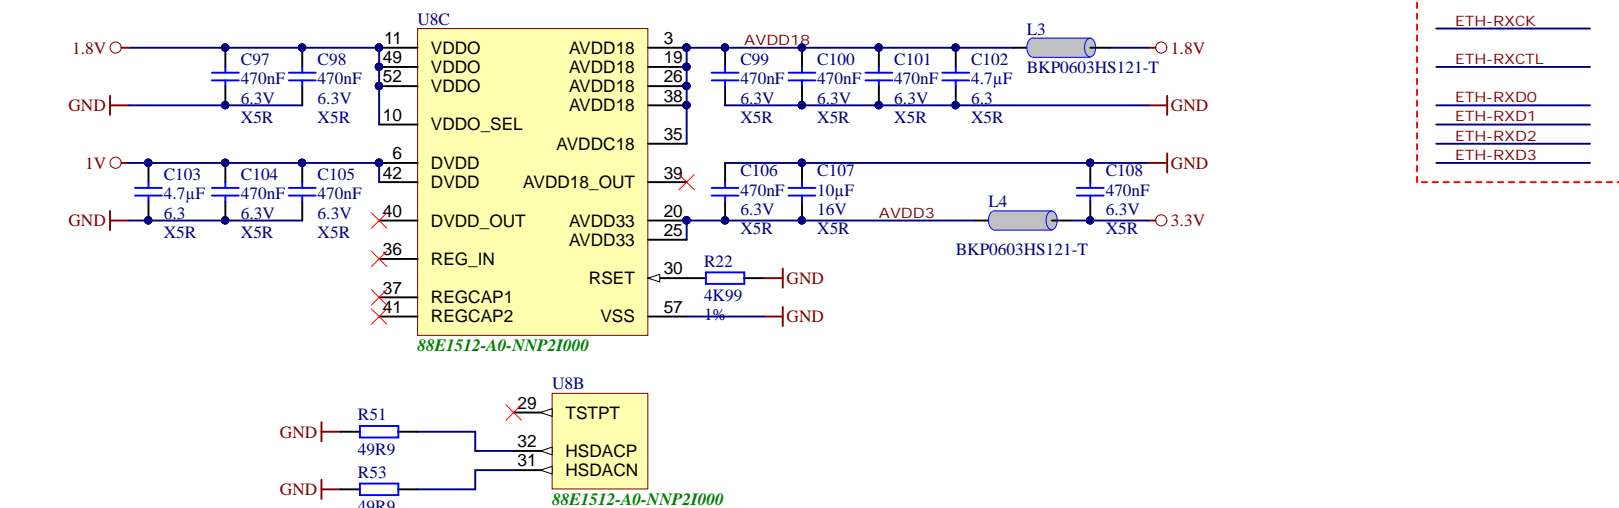 U8C
1.8V
11 VDDO
49 VDDO
52 VDDO
10 VDDO_SEL
C97
470nF
6.3V
X5R
C98
470nF
6.3V
X5R
GND
1V
6 DVDD
42 DVDD
C103
4.7µF
6.3
X5R
C104
470nF
6.3V
X5R
C105
470nF
6.3V
X5R
GND
40 DVDD_OUT
36 REG_IN
37 REGCAP1
41 REGCAP2
AVDD18 3
AVDD18 19
AVDD18 26
AVDD18 38
AVDDC18 35
AVDD18_OUT 39
AVDD33 20
AVDD33 25
RSET 30
VSS 57
88E1512-A0-NNP2I000
AVDD18
C99
470nF
6.3V
X5R
C100
470nF
6.3V
X5R
C101
470nF
6.3V
X5R
C102
4.7µF
6.3
X5R
L3
BKP0603HS121-T
1.8V
GND
GND
C106
470nF
6.3V
X5R
C107
10µF
16V
X5R
AVDD3
L4
BKP0603HS121-T
C108
470nF
6.3V
X5R
3.3V
R22
4K99
1%
GND
GND
ETH-RXCK
ETH-RXCTL
ETH-RXD0
ETH-RXD1
ETH-RXD2
ETH-RXD3
U8B
29 TSTPT
32 HSDACP
31 HSDACN
88E1512-A0-NNP2I000
R51
GND
49R9
R53
GND
49R9